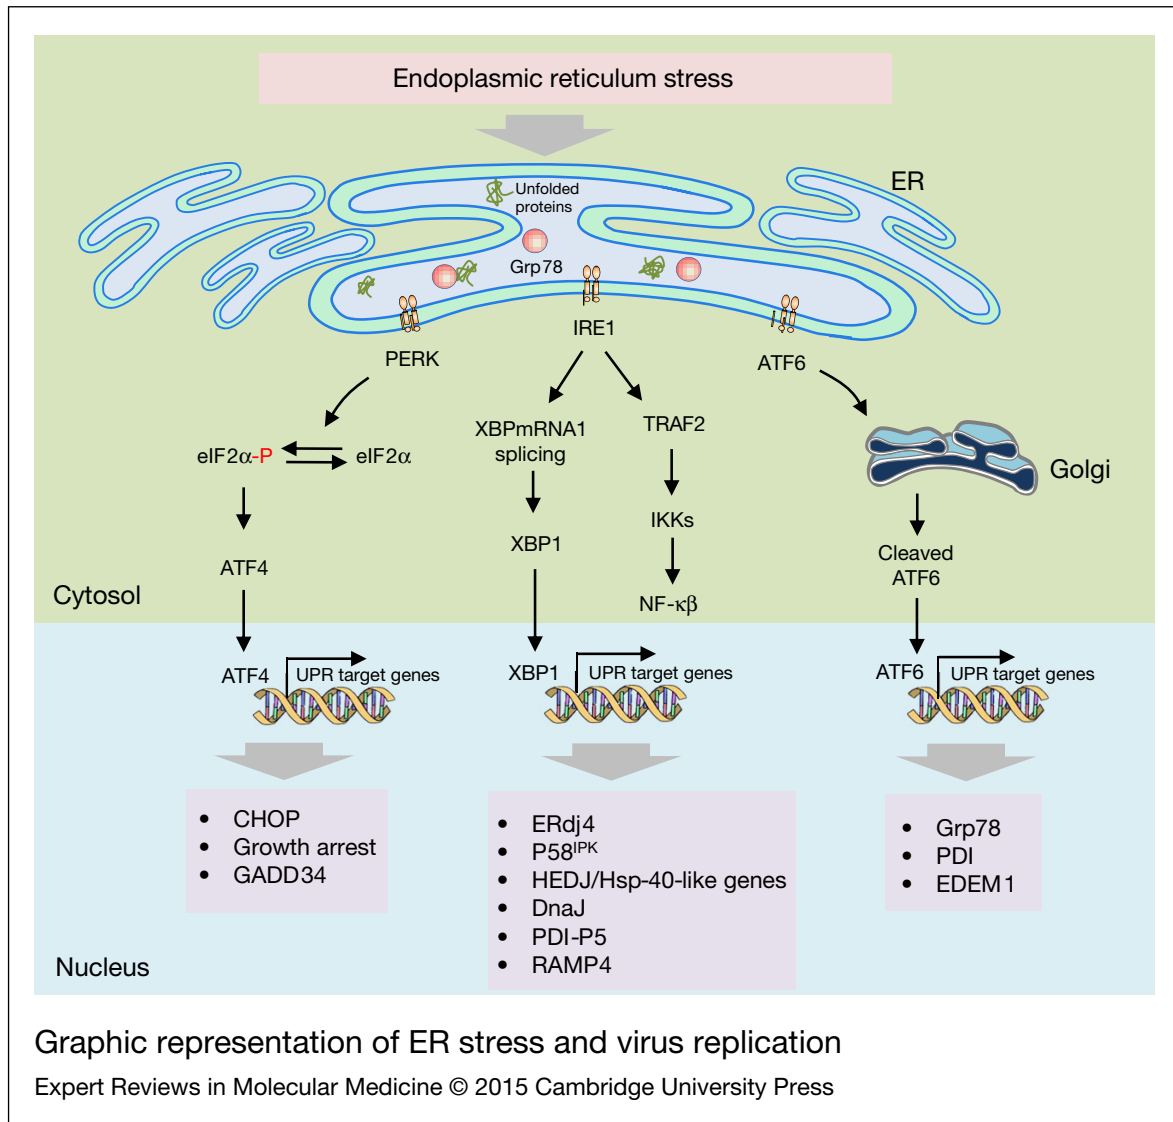 Endoplasmic reticulum stress
ER
Unfolded
proteins
Grp78
PERK
IRE1
ATF6
eIF2α-P
eIF2α
XBPmRNA1
splicing
TRAF2
Golgi
ATF4
XBP1
IKKs
NF-κβ
Cleaved
ATF6
Cytosol
ATF4
UPR target genes
XBP1
UPR target genes
ATF6
UPR target genes
• CHOP
• Growth arrest
• GADD34
• ERdj4
• P58IPK
• HEDJ/Hsp-40-like genes
• DnaJ
• PDI-P5
• RAMP4
• Grp78
• PDI
• EDEM1
Nucleus
Graphic representation of ER stress and virus replication
Expert Reviews in Molecular Medicine © 2015 Cambridge University Press